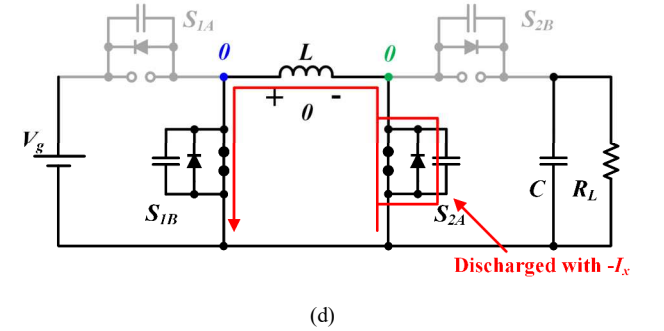 S1A
S2B
0
L
0
+ 0 -
Vg
S1B
S2A
C
RL
Discharged with -Ix
(d)